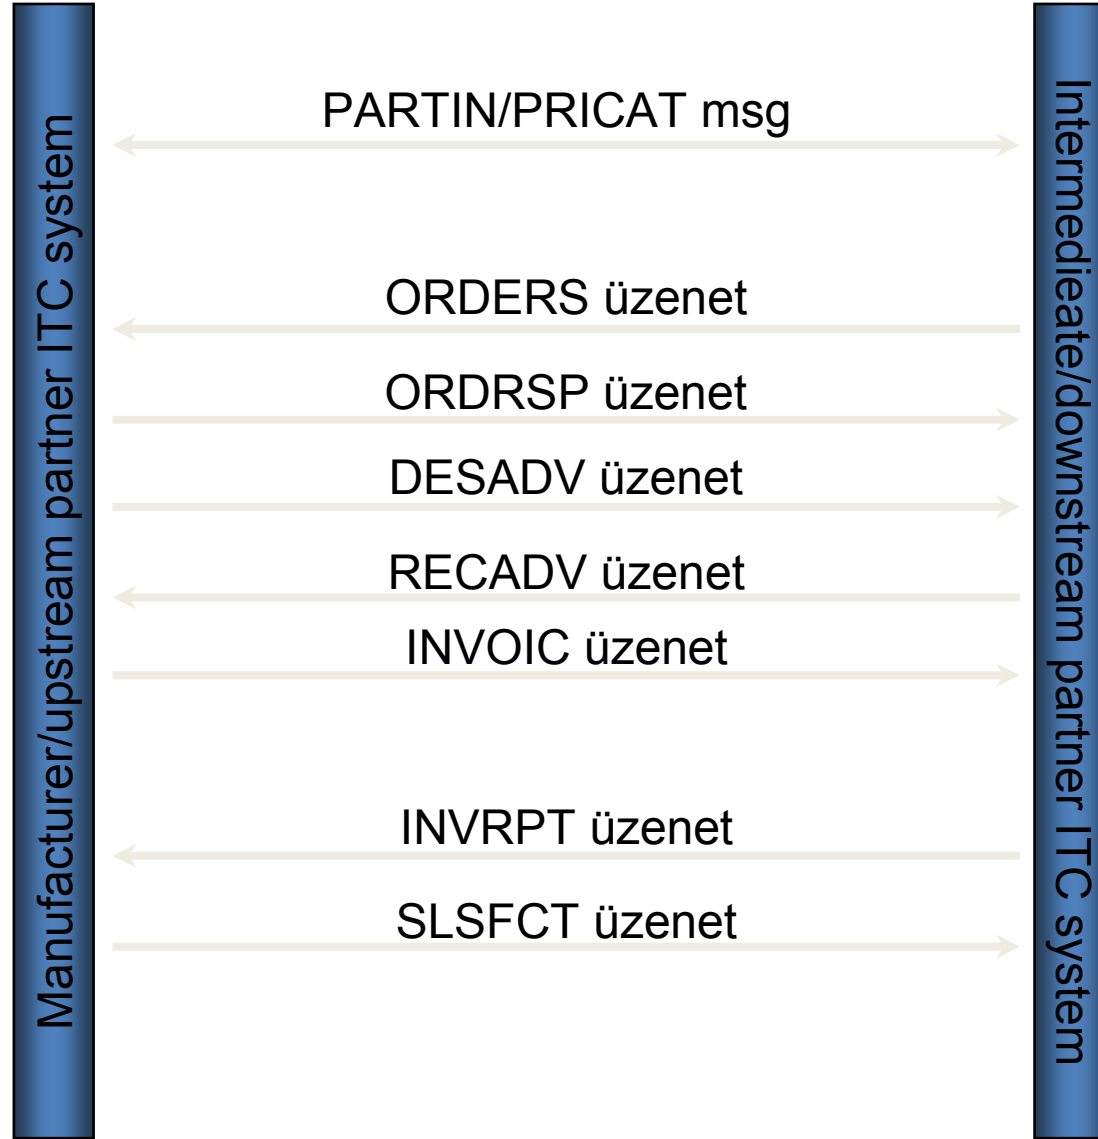 Manufacturer/upstream partner ITC system
PARTIN/PRICAT msg
ORDERS üzenet
ORDRSP üzenet
DESADV üzenet
RECADV üzenet
INVOIC üzenet
INVRPT üzenet
SLSFCT üzenet
Intermedieate/downstream partner ITC system